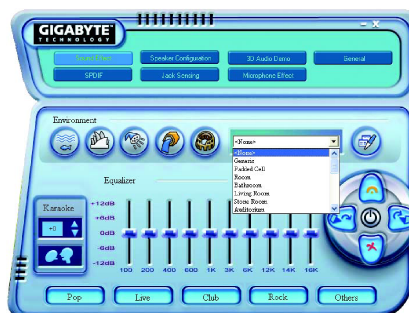 GIGABYTE™
TECHNOLOGY
Sound Effect
Speaker Configuration
3D Audio Demo
General
SPDIF
Jack Sensing
Microphone Effect
Environment
<None>
<None>
Generic
Padded Cell
Room
Bathroom
Living Room
Stone Room
Auditorium
Equalizer
Karaoke
+0
+12dB
+6dB
0dB
-6dB
-12dB
100 200 400 600 1K 3K 6K 12K 14K 16K
Pop
Live
Club
Rock
Others